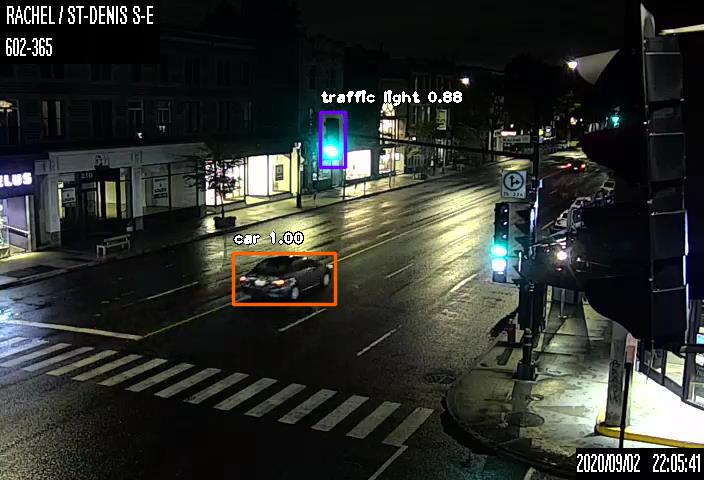 RACHEL / ST-DENIS S-E
602-365
traffic light 0.88
car 1.00
ELUS
210
2020/09/02 22:05:41